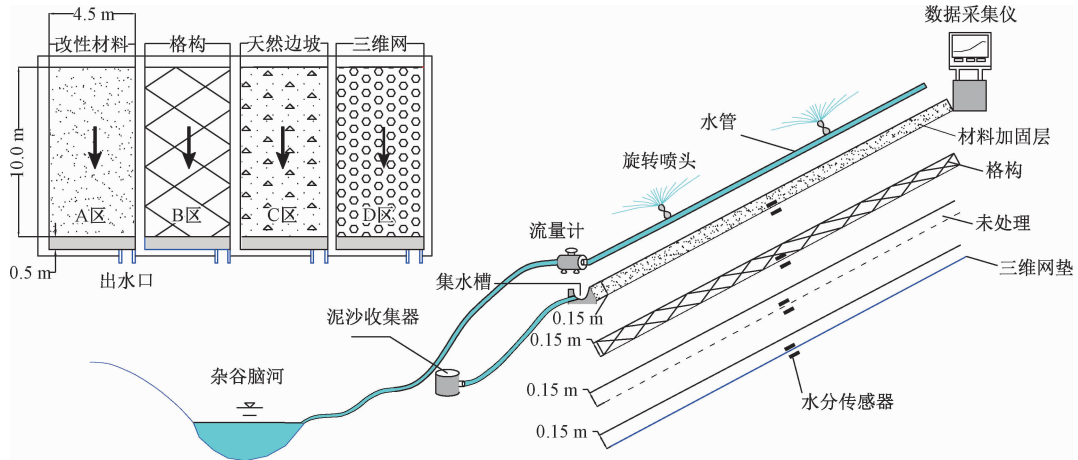 4.5 m
改性材料
格构
天然边坡
三维网
10.0 m
A区
B区
C区
D区
0.5 m
出水口
数据采集仪
水管
旋转喷头
材料加固层
格构
未处理
三维网垫
流量计
集水槽
泥沙收集器
杂谷脑河
0.15 m
0.15 m
0.15 m
0.15 m
水分传感器